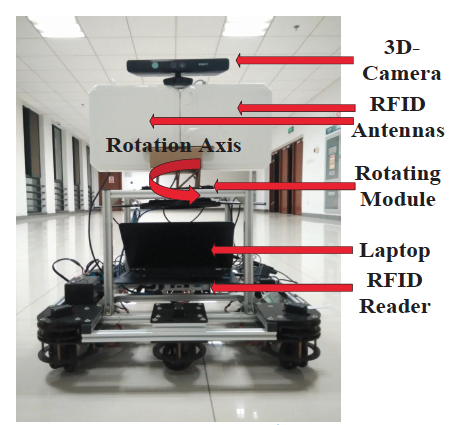 3D-
Camera
RFID
Antennas
Rotation Axis
Rotating
Module
Laptop
RFID
Reader